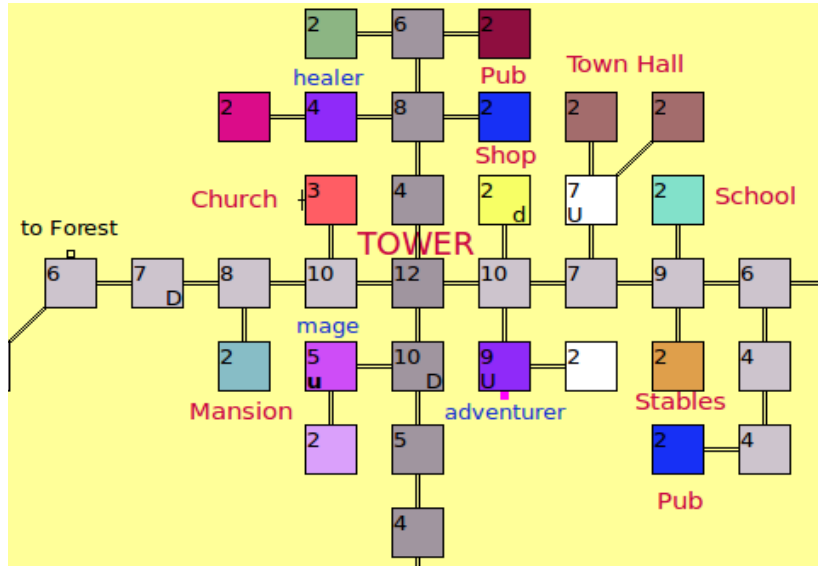 2 6 2
healer Pub Town Hall
2 4 8 2 2 2
Shop
Church 3 4 2 d 7 U 2 School
to Forest TOWER
6 7 D 8 10 12 10 7 9 6
mage
2 5 u 10 D 9 U 2 2 4
Mansion adventurer Stables
2 5 2 4
Pub
4